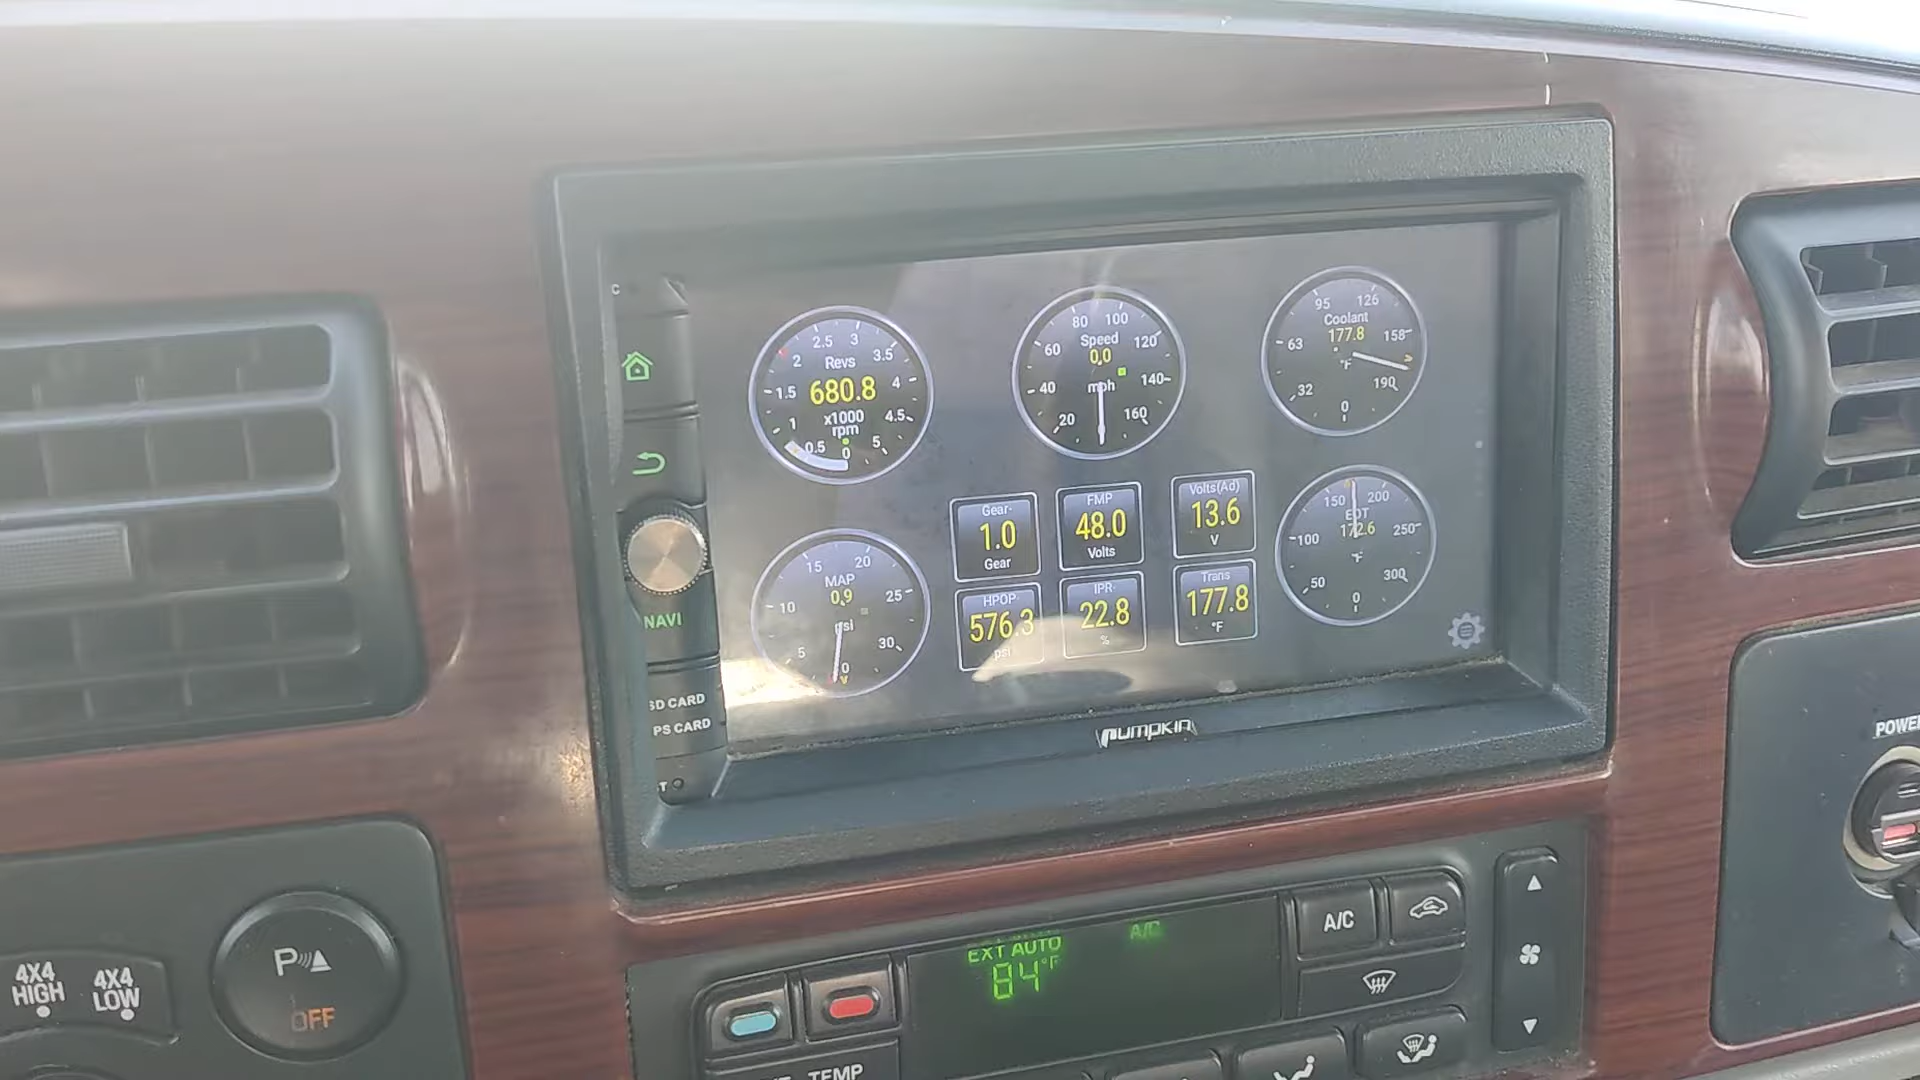 2 2.5 3 3.5
Revs
1.5 680.8 4
1 x1000 4.5
rpm
0.5 0 5
80 100
60 Speed 120
0.0
40 mph 140
20 160
95 126
Coolant
63 177.8 158
°F
32 190
0
15 20
MAP
10 0.9 25
psi
5 30
0
Gear
1.0
Gear
FMP
48.0
Volts
Volts(Ad)
13.6
V
HPOP
576.3
psi
IPR
22.8
%
Trans
177.8
°F
150 200
EOT
100 172.6 250
°F
50 300
0
NAVI
SD CARD
PS CARD
PUMPKIN
POWE
4X4
HIGH
4X4
LOW
P
OFF
EXT AUTO
84°F
A/C
A/C
TEMP